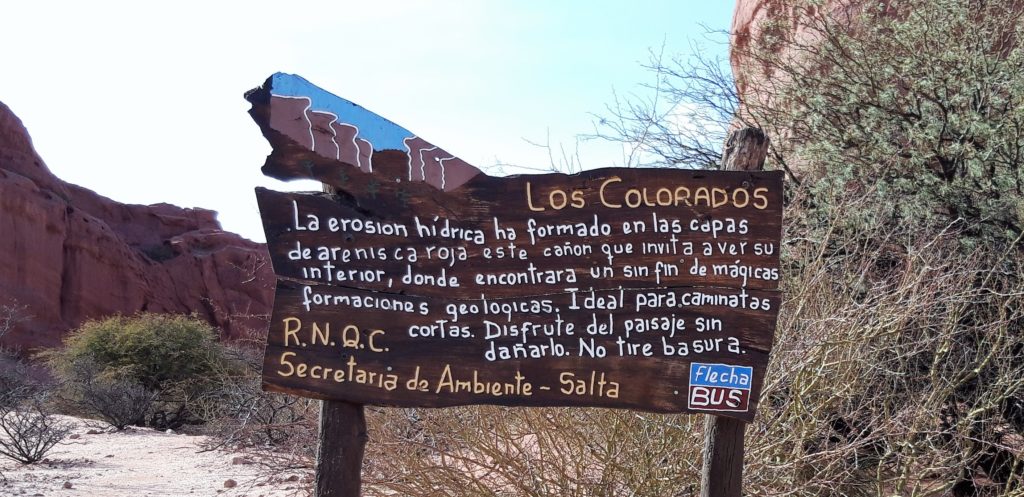 Los Colorados
La erosion hídrica ha formado en las capas
de arenisca roja este cañon que invita a ver su
interior, donde encontrara un sin fin de mágicas
formaciones geologicas. Ideal para caminatas
cortas. Disfrute del paisaje sin
dañarlo. No tire basura.
R.N.Q.C.
Secretaria de Ambiente - Salta
flecha
BUS